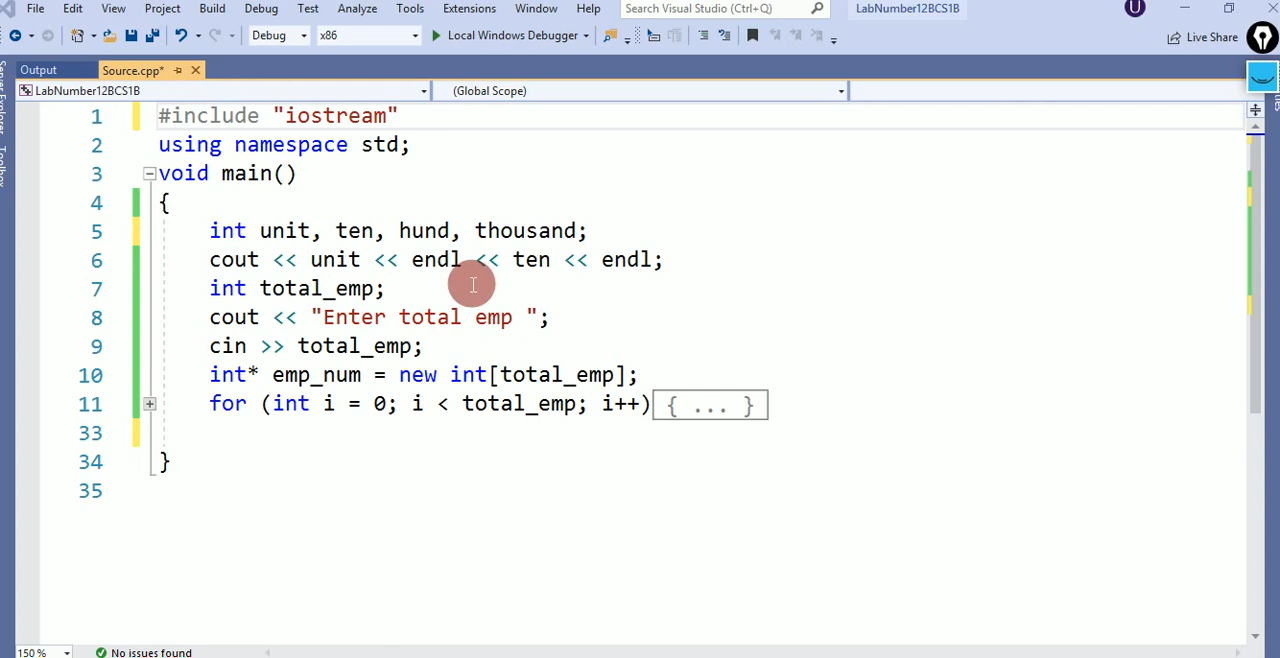 File Edit View Project Build Debug Test Analyze Tools Extensions Window Help Search Visual Studio (Ctrl+Q) LabNumber12BCS1B U
Debug x86 Local Windows Debugger Live Share
Server Explorer
Toolbox
Output Source.cpp*
LabNumber12BCS1B (Global Scope)
1 #include "iostream"
2 using namespace std;
3 void main()
4 {
5 int unit, ten, hund, thousand;
6 cout << unit << endl << ten << endl;
7 int total_emp;
8 cout << "Enter total emp ";
9 cin >> total_emp;
10 int* emp_num = new int[total_emp];
11 for (int i = 0; i < total_emp; i++) { ... }
33
34 }
35
150 % No issues found